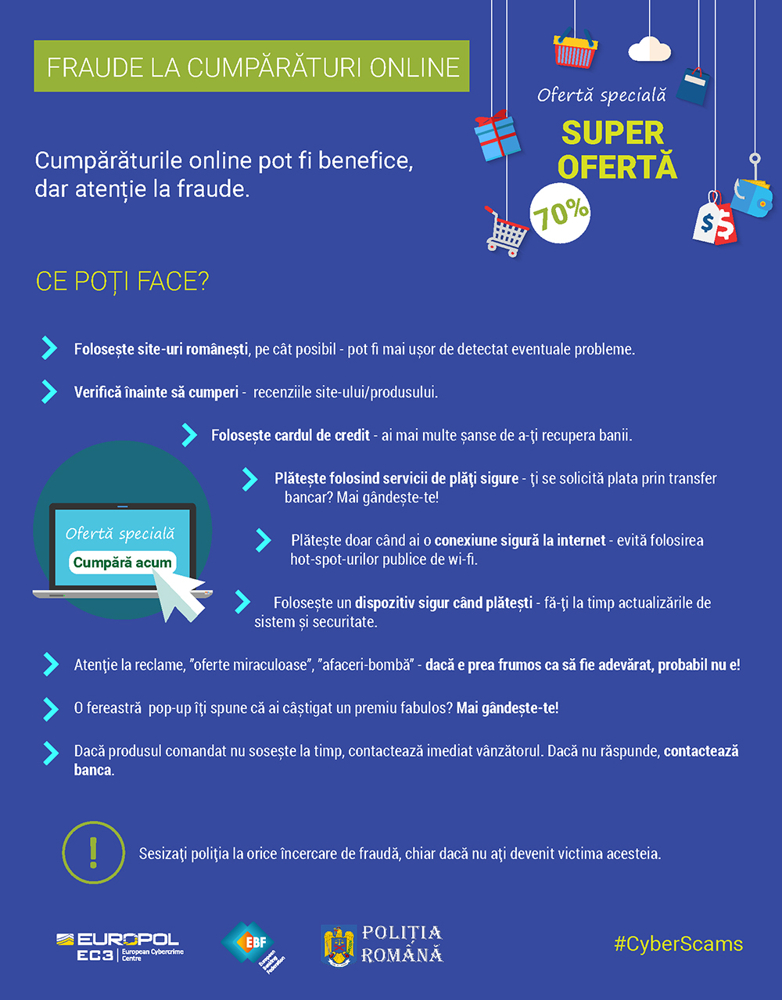 FRAUDE LA CUMPĂRĂTURI ONLINE
Ofertă specială
SUPER
OFERTĂ
70%
$
$
Cumpărăturile online pot fi benefice,
dar atenție la fraude.
CE POȚI FACE?
Folosește site-uri românești, pe cât posibil - pot fi mai ușor de detectat eventuale probleme.
Verifică înainte să cumperi - recenziile site-ului/produsului.
Folosește cardul de credit - ai mai multe șanse de a-ţi recupera banii.
Plătește folosind servicii de plăţi sigure - ţi se solicită plata prin transfer
bancar? Mai gândește-te!
Plătește doar când ai o conexiune sigură la internet - evită folosirea
hot-spot-urilor publice de wi-fi.
Ofertă specială
Cumpără acum
Folosește un dispozitiv sigur când plătești - fă-ţi la timp actualizările de
sistem și securitate.
Atenţie la reclame, ”oferte miraculoase”, ”afaceri-bombă” - dacă e prea frumos ca să fie adevărat, probabil nu e!
O fereastră pop-up îţi spune că ai câștigat un premiu fabulos? Mai gândește-te!
Dacă produsul comandat nu sosește la timp, contactează imediat vânzătorul. Dacă nu răspunde, contactează
banca.
!
Sesizaţi poliţia la orice încercare de fraudă, chiar dacă nu aţi devenit victima acesteia.
EUROPOL
EC3 | European Cybercrime
Centre
EBF
European
Banking
Federation
POLIȚIA
ROMÂNĂ
#CyberScams